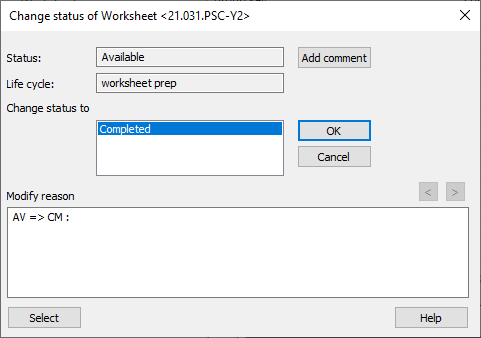 Change status of Worksheet <21.031.PSC-Y2>
Status:
Available
Add comment
Life cycle:
worksheet prep
Change status to
Completed
OK
Cancel
< >
Modify reason
AV => CM :
Select
Help